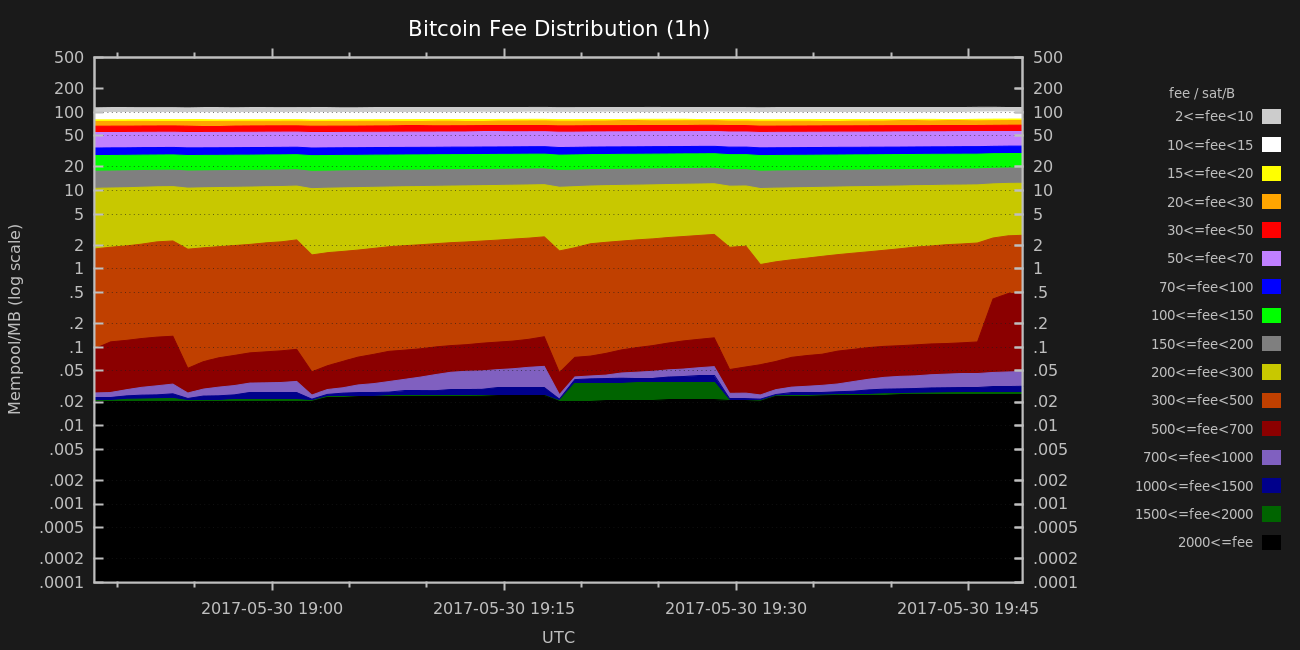 Bitcoin Fee Distribution (1h)
Mempool/MB (log scale)
500
200
100
50
20
10
5
2
1
.5
.2
.1
.05
.02
.01
.005
.002
.001
.0005
.0002
.0001
500
200
100
50
20
10
5
2
1
.5
.2
.1
.05
.02
.01
.005
.002
.001
.0005
.0002
.0001
2017-05-30 19:00
2017-05-30 19:15
2017-05-30 19:30
2017-05-30 19:45
UTC
fee / sat/B
2<=fee<10
10<=fee<15
15<=fee<20
20<=fee<30
30<=fee<50
50<=fee<70
70<=fee<100
100<=fee<150
150<=fee<200
200<=fee<300
300<=fee<500
500<=fee<700
700<=fee<1000
1000<=fee<1500
1500<=fee<2000
2000<=fee